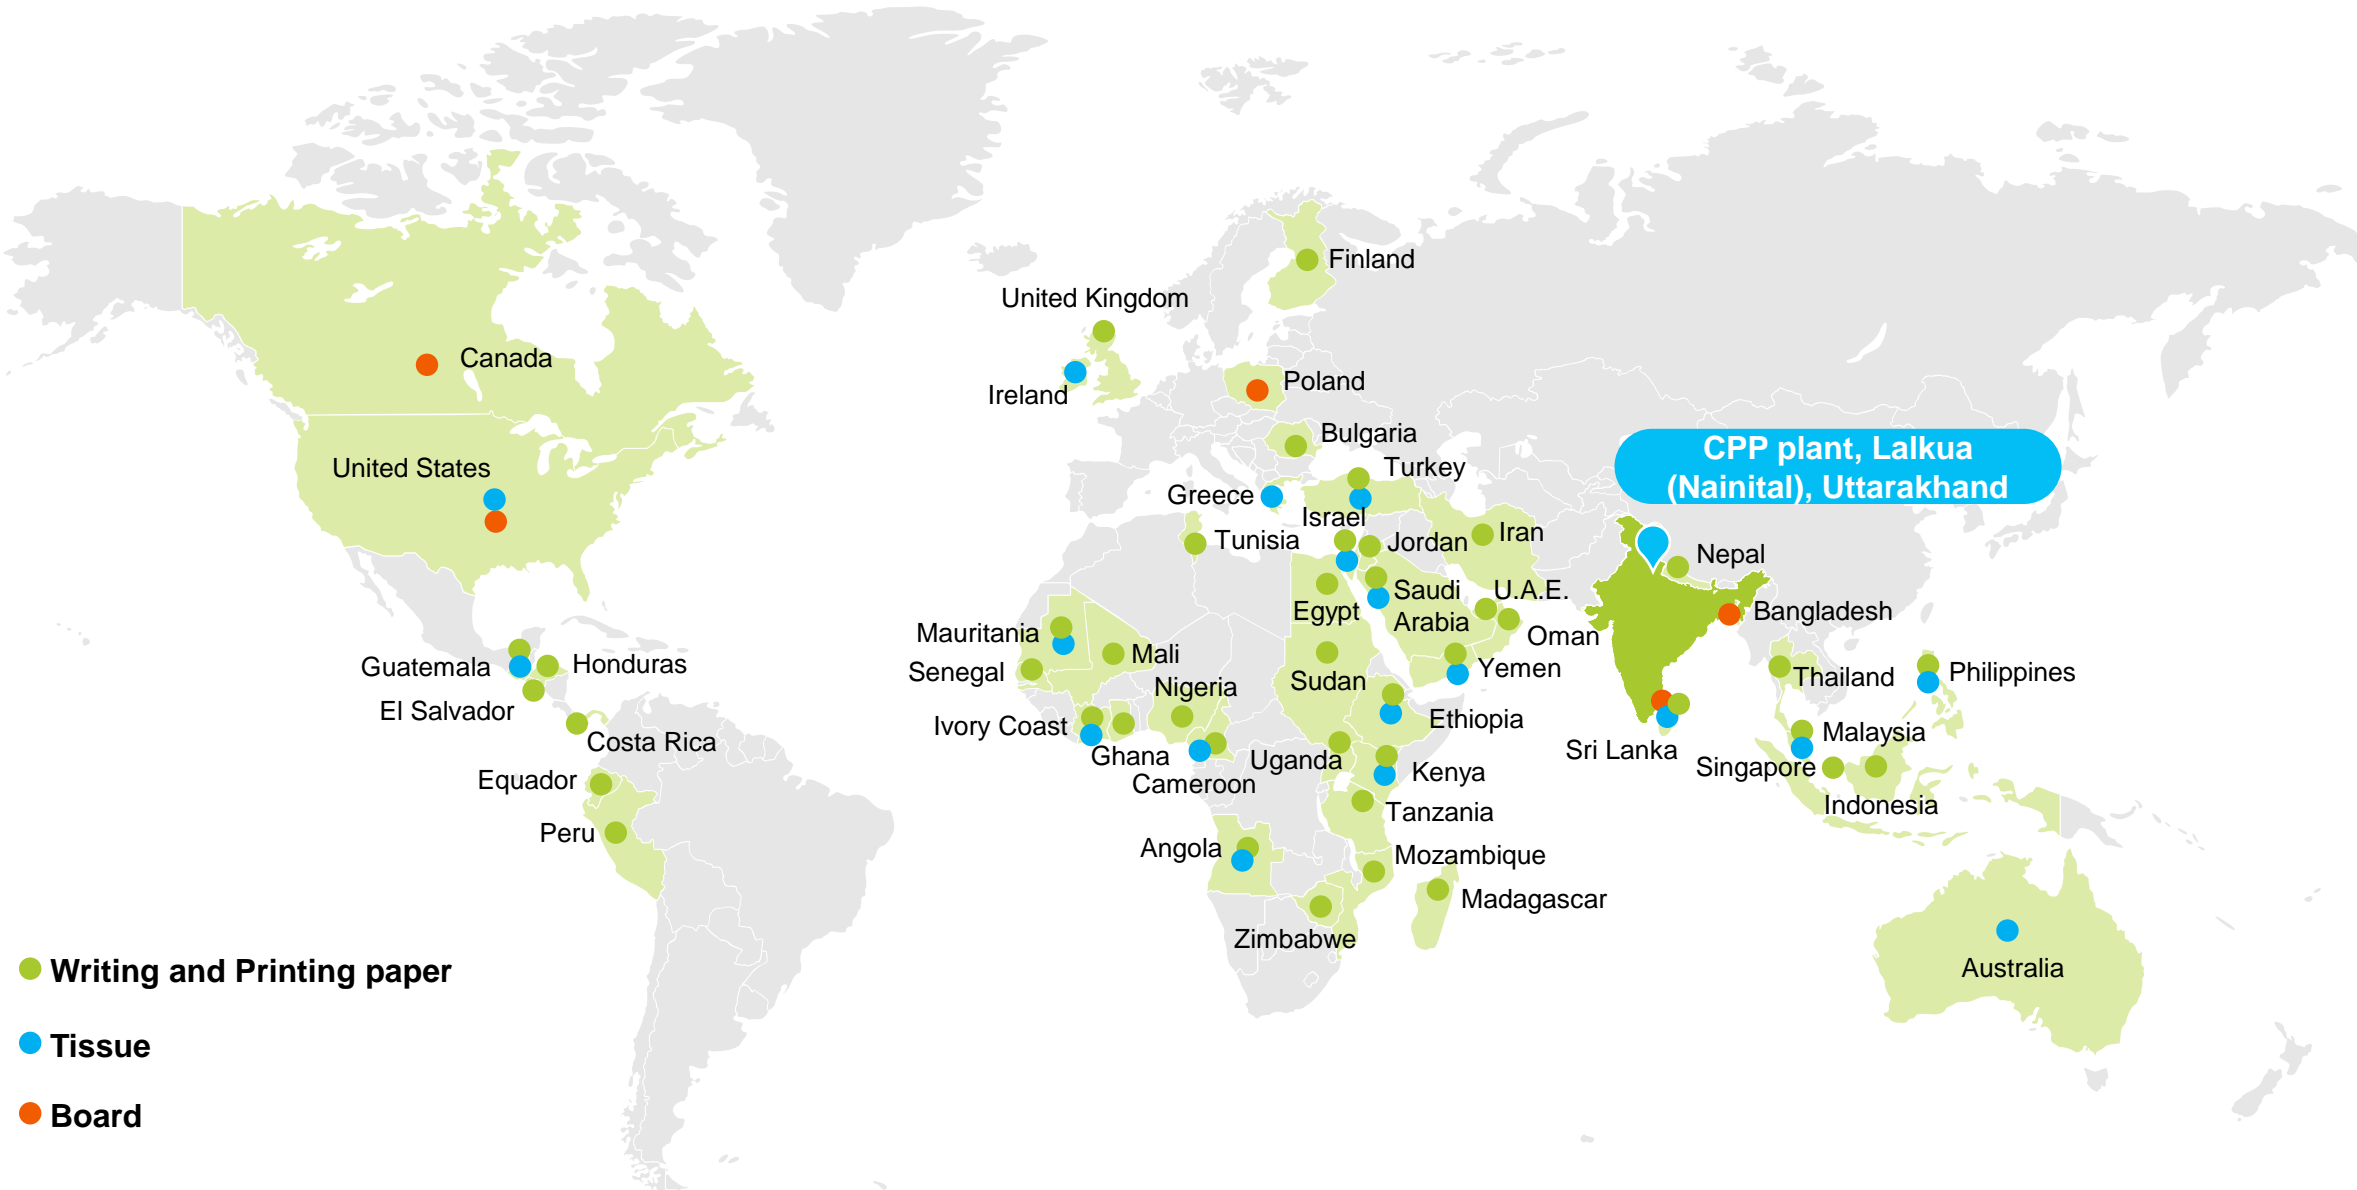 Finland
United Kingdom
Canada
Ireland
Poland
Bulgaria
CPP plant, Lalkua
(Nainital), Uttarakhand
United States
Turkey
Greece
Israel
Tunisia
Jordan
Iran
Nepal
Saudi
Arabia
U.A.E.
Egypt
Bangladesh
Mauritania
Oman
Guatemala
Honduras
Senegal
Mali
Yemen
Sudan
Thailand
Philippines
Nigeria
El Salvador
Ivory Coast
Ethiopia
Costa Rica
Ghana
Uganda
Sri Lanka
Malaysia
Singapore
Equador
Cameroon
Kenya
Indonesia
Tanzania
Peru
Angola
Mozambique
Madagascar
Zimbabwe
Australia
Writing and Printing paper
Tissue
Board